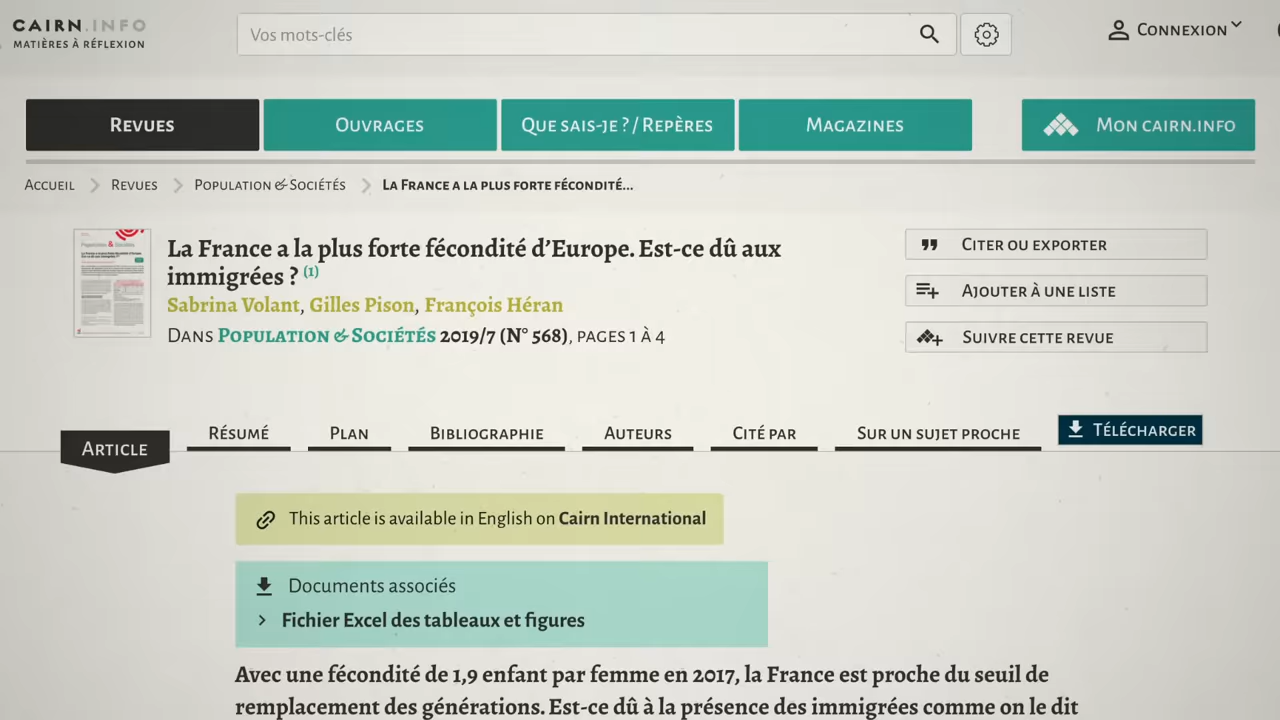 CAIRN.INFO
MATIÈRES À RÉFLEXION
Vos mots-clés
Connexion
Revues
Ouvrages
Que sais-je ? / Repères
Magazines
Mon cairn.info
Accueil
Revues
Population & Sociétés
La France a la plus forte fécondité...
La France a la plus forte fécondité d'Europe. Est-ce dû aux
immigrées ? (1)
Sabrina Volant, Gilles Pison, François Héran
Dans Population & Sociétés 2019/7 (N° 568), pages 1 à 4
Citer ou exporter
Ajouter à une liste
Suivre cette revue
Article
Résumé
Plan
Bibliographie
Auteurs
Cité par
Sur un sujet proche
Télécharger
This article is available in English on Cairn International
Documents associés
Fichier Excel des tableaux et figures
Avec une fécondité de 1,9 enfant par femme en 2017, la France est proche du seuil de
remplacement des générations. Est-ce dû à la présence des immigrées comme on le dit